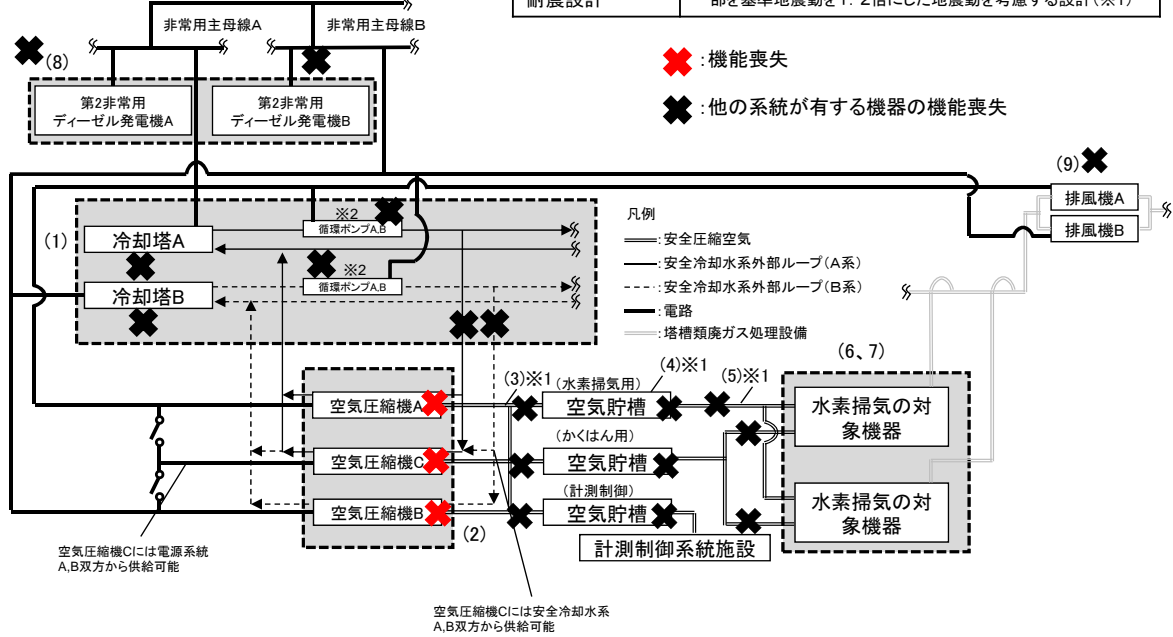 耐震設計
部を基準地震動を1.2倍にした地震動を考慮する設計(※1)
非常用主母線A
非常用主母線B
(8)
:機能喪失
第2非常用
ディーゼル発電機A
第2非常用
ディーゼル発電機B
:他の系統が有する機器の機能喪失
(9)
排風機A
排風機B
(1)
冷却塔A
※2
循環ポンプA,B
冷却塔B
※2
循環ポンプA,B
凡例
:安全圧縮空気
:安全冷却水系外部ループ(A系)
:安全冷却水系外部ループ(B系)
:電路
:塔槽類廃ガス処理設備
(6、7)
(3)※1
(水素掃気用)
(4)※1
(5)※1
空気圧縮機A
空気貯槽
水素掃気の対
象機器
(かくはん用)
空気圧縮機C
空気貯槽
(計測制御)
空気圧縮機B
空気貯槽
水素掃気の対
象機器
(2)
計測制御系統施設
空気圧縮機Cには電源系統
A,B双方から供給可能
空気圧縮機Cには安全冷却水系
A,B双方から供給可能